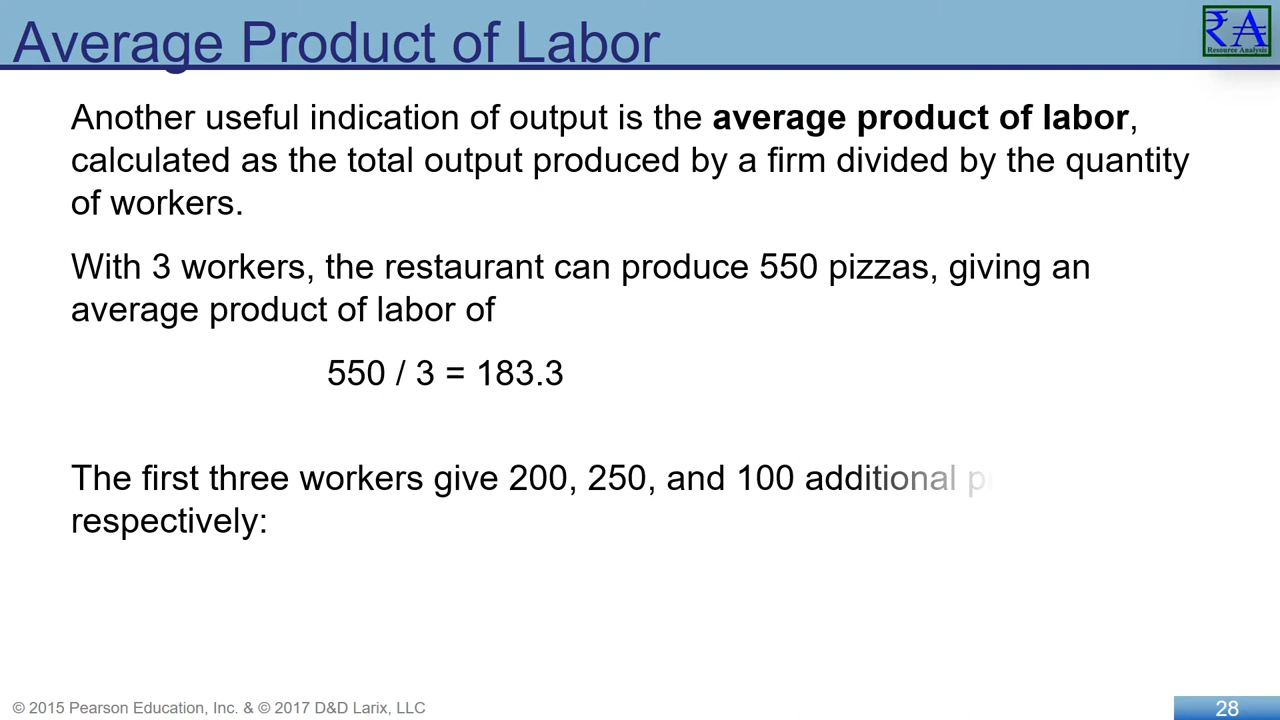 Average Product of Labor
₹A
Resource Analysis
Another useful indication of output is the average product of labor,
calculated as the total output produced by a firm divided by the quantity
of workers.
With 3 workers, the restaurant can produce 550 pizzas, giving an
average product of labor of
550 / 3 = 183.3
The first three workers give 200, 250, and 100 additional
respectively:
© 2015 Pearson Education, Inc. & © 2017 D&D Larix, LLC
28